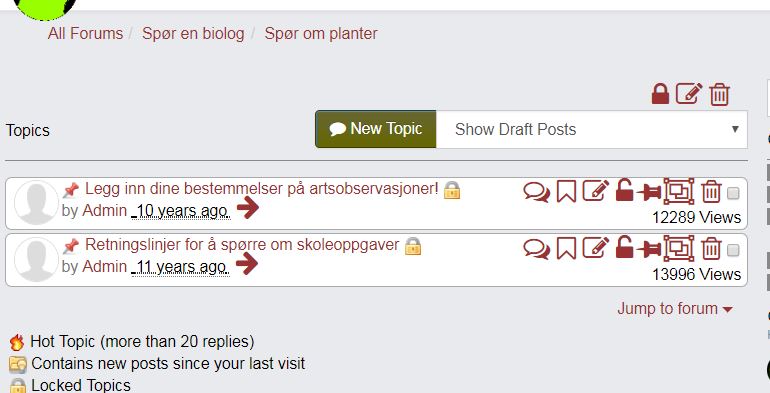 All Forums / Spør en biolog / Spør om planter
Topics
New Topic
Show Draft Posts
Legg inn dine bestemmelser på artsobservasjoner!
by Admin 10 years ago
12289 Views
Retningslinjer for å spørre om skoleoppgaver
by Admin 11 years ago
13996 Views
Jump to forum
Hot Topic (more than 20 replies)
Contains new posts since your last visit
Locked Topics